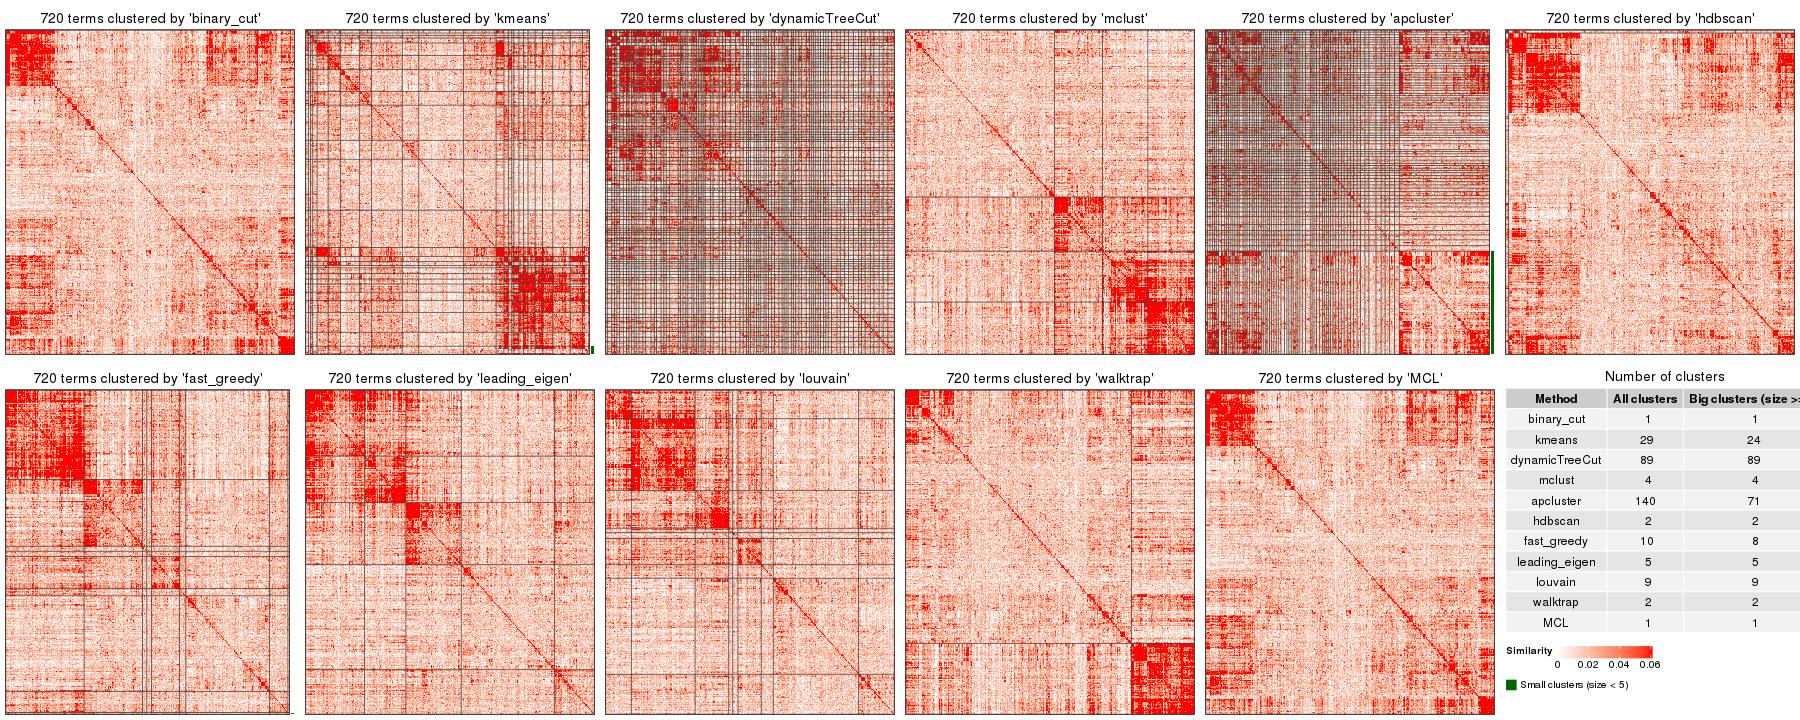 720 terms clustered by 'binary_cut'
720 terms clustered by 'kmeans'
720 terms clustered by 'dynamicTreeCut'
720 terms clustered by 'mclust'
720 terms clustered by 'apcluster'
720 terms clustered by 'hdbscan'
720 terms clustered by 'fast_greedy'
720 terms clustered by 'leading_eigen'
720 terms clustered by 'louvain'
720 terms clustered by 'walktrap'
720 terms clustered by 'MCL'
Number of clusters
Method All clusters Big clusters (size >=
binary_cut 1 1
kmeans 29 24
dynamicTreeCut 89 89
mclust 4 4
apcluster 140 71
hdbscan 2 2
fast_greedy 10 8
leading_eigen 5 5
louvain 9 9
walktrap 2 2
MCL 1 1
Similarity
0 0.02 0.04 0.06
Small clusters (size < 5)